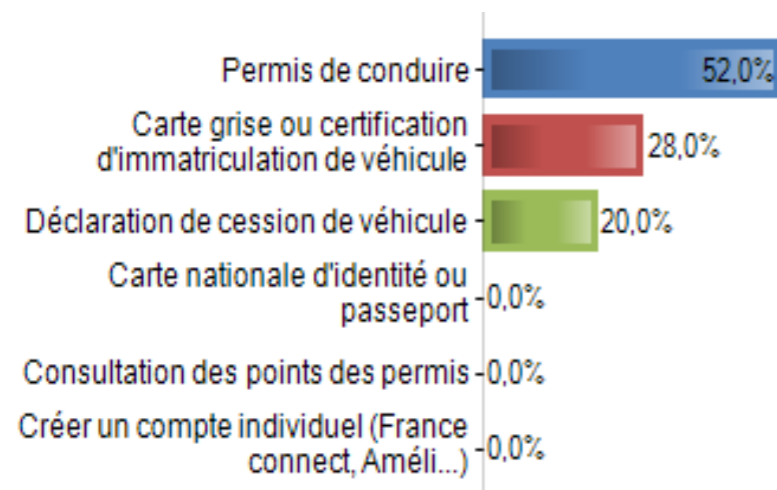 Permis de conduire 52,0%
Carte grise ou certification
d'immatriculation de véhicule 28,0%
Déclaration de cession de véhicule 20,0%
Carte nationale d'identité ou
passeport 0,0%
Consultation des points des permis 0,0%
Créer un compte individuel (France
connect, Améli...) 0,0%